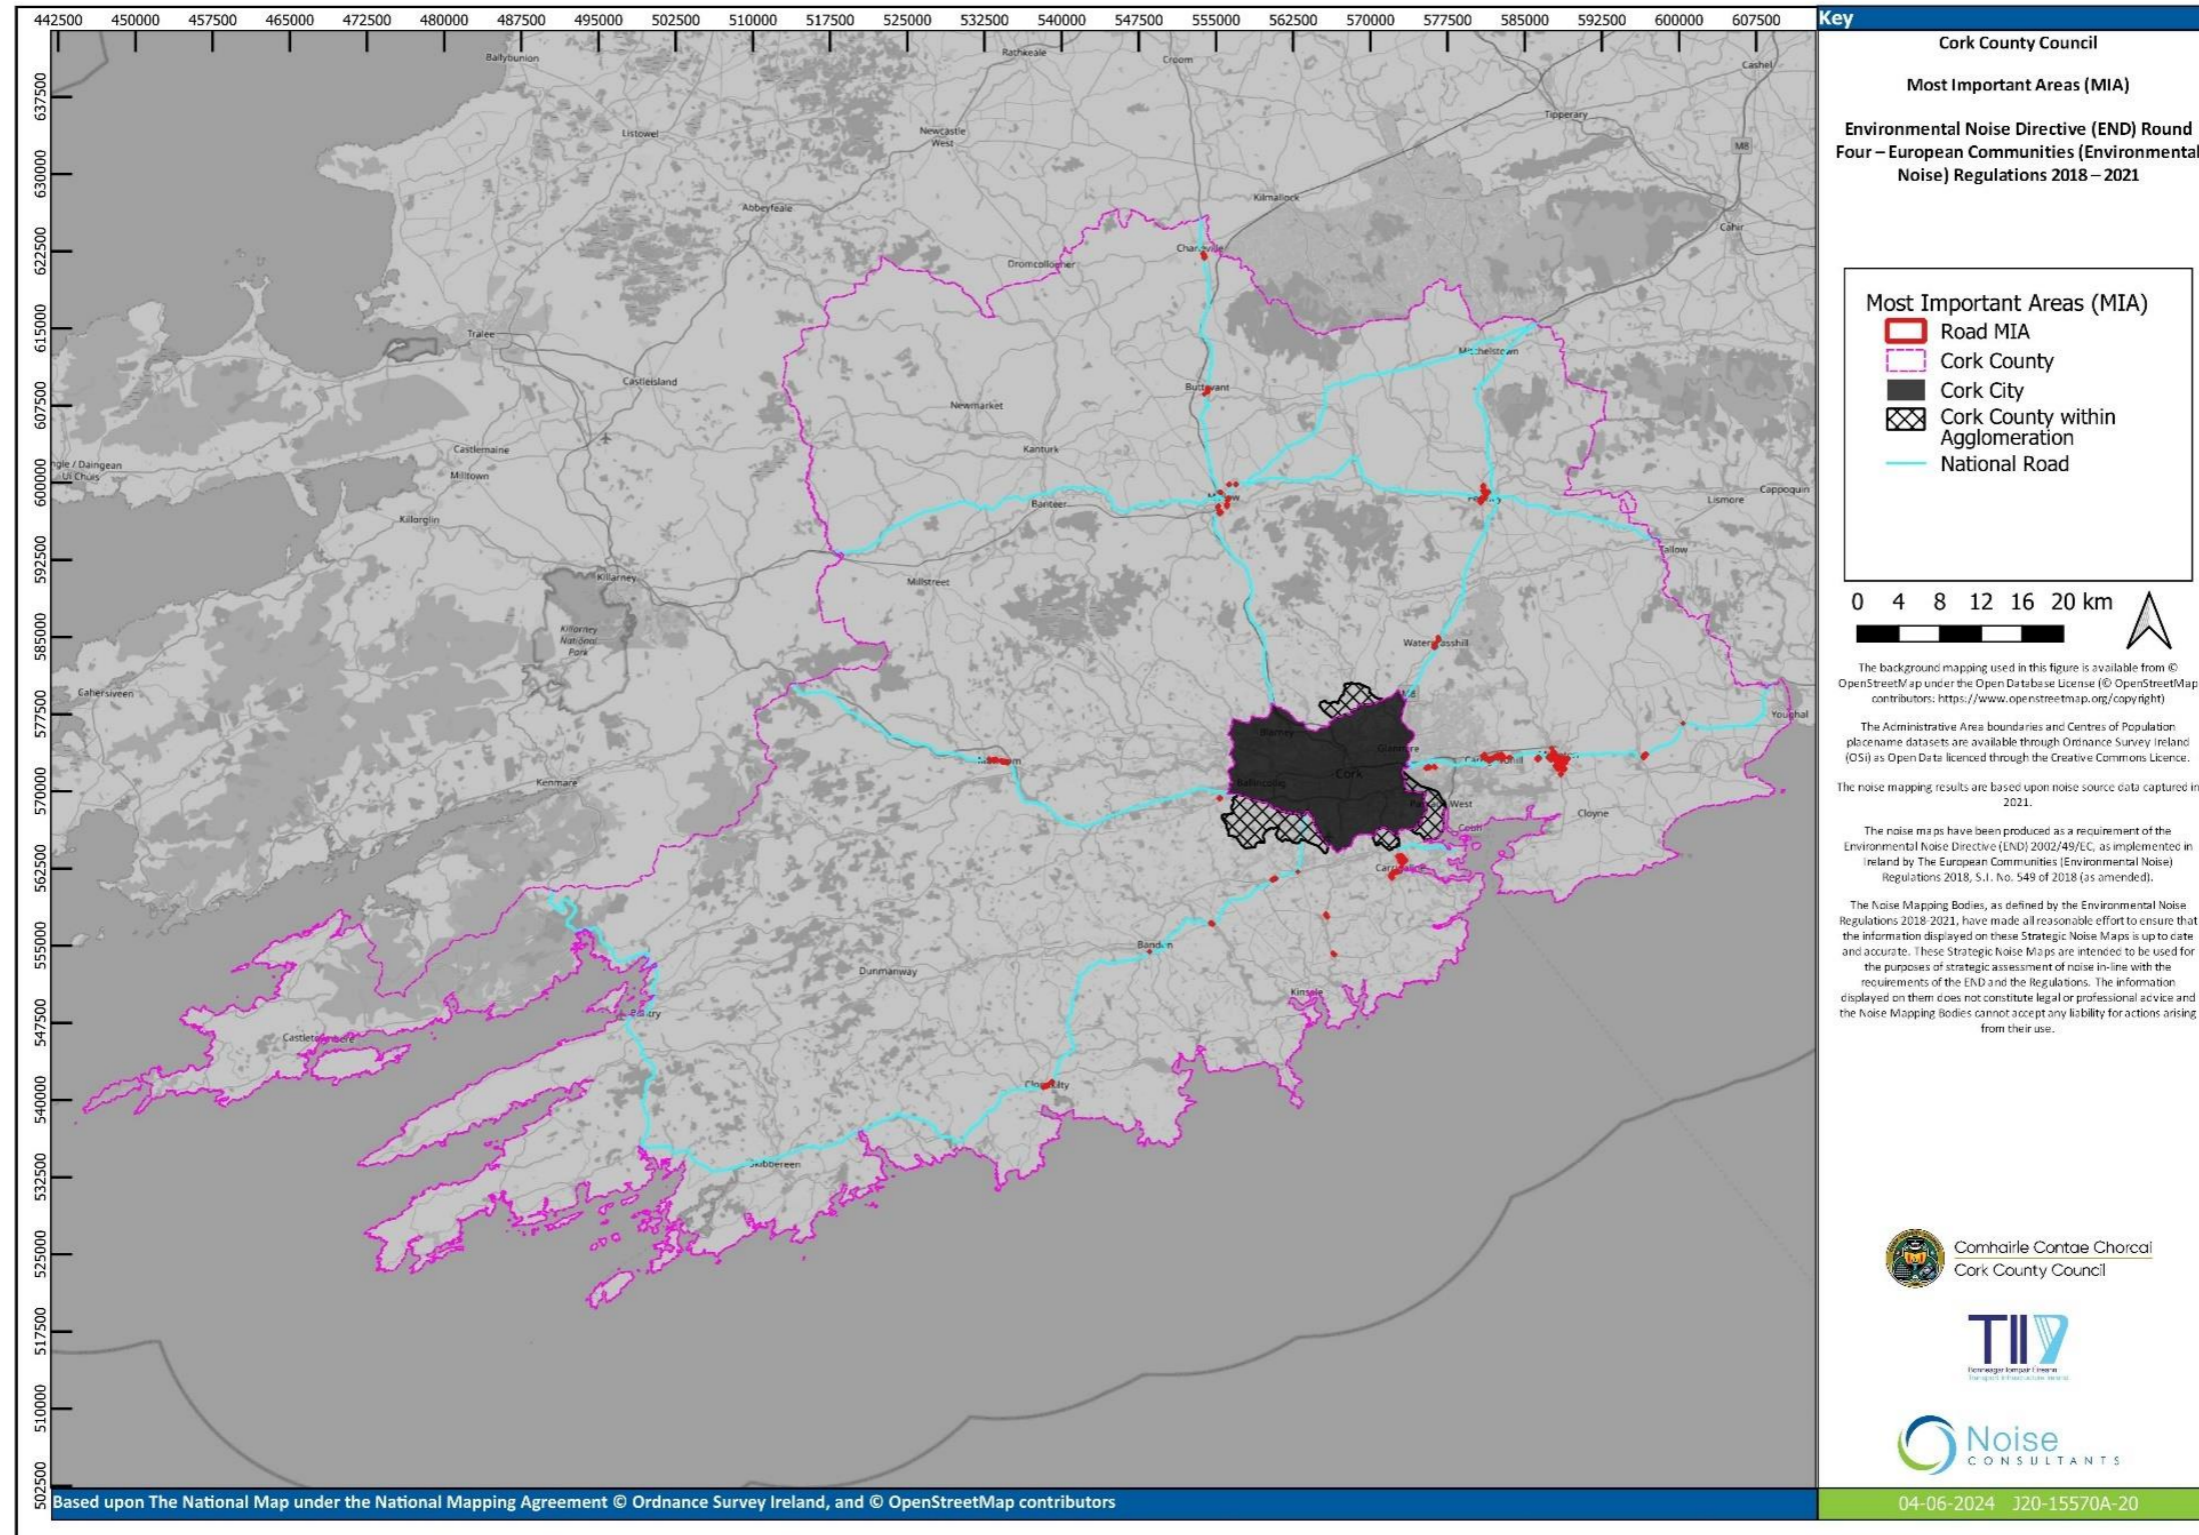 442500 450000 457500 465000 472500 480000 487500 495000 502500 510000 517500 525000 532500 540000 547500 555000 562500 570000 577500 585000 592500 600000 607500
637500
630000
622500
615000
607500
600000
592500
585000
577500
570000
562500
555000
547500
540000
532500
525000
517500
510000
502500
Ballybunion
Rathkeale
Croom
Cashel
Tipperary
Listowel
Newcastle
West
M8
Abbeyfeale
Kilmallock
Cahir
Dromcollogher
Tralee
Castleisland
Newmarket
Castlemaine
Kanturk
Milltown
Ui Chúis
Lismore
Cappoquin
Banteer
Killorglin
Killarney
Millstreet
Killarney
National
Park
Cahersiveen
M8
Youghal
Blarney
Glanmire
Cork
Ballincollig
Kenmare
West
Cobh
Cloyne
Bandon
Dunmanway
Kinsale
Key
Cork County Council
Most Important Areas (MIA)
Environmental Noise Directive (END) Round
Four – European Communities (Environmental
Noise) Regulations 2018 – 2021
Most Important Areas (MIA)
Road MIA
Cork County
Cork City
Cork County within
Agglomeration
National Road
0 4 8 12 16 20 km
The background mapping used in this figure is available from ©
OpenStreetMap under the Open Database License (© OpenStreetMap
contributors: https://www.openstreetmap.org/copyright)
The Administrative Area boundaries and Centres of Population
placename datasets are available through Ordnance Survey Ireland
(OSi) as Open Data licenced through the Creative Commons Licence.
The noise mapping results are based upon noise source data captured in
2021.
The noise maps have been produced as a requirement of the
Environmental Noise Directive (END) 2002/49/EC, as implemented in
Ireland by The European Communities (Environmental Noise)
Regulations 2018, S.I. No. 549 of 2018 (as amended).
The Noise Mapping Bodies, as defined by the Environmental Noise
Regulations 2018-2021, have made all reasonable effort to ensure that
the information displayed on these Strategic Noise Maps is up to date
and accurate. These Strategic Noise Maps are intended to be used for
the purposes of strategic assessment of noise in-line with the
requirements of the END and the Regulations. The information
displayed on them does not constitute legal or professional advice and
the Noise Mapping Bodies cannot accept any liability for actions arising
from their use.
Comhairle Contae Chorcaí
Cork County Council
TII
Bonneagar Iompair Éireann
Transport Infrastructure Ireland
Noise
CONSULTANTS
Based upon The National Map under the National Mapping Agreement © Ordnance Survey Ireland, and © OpenStreetMap contributors
04-06-2024 J20-15570A-20